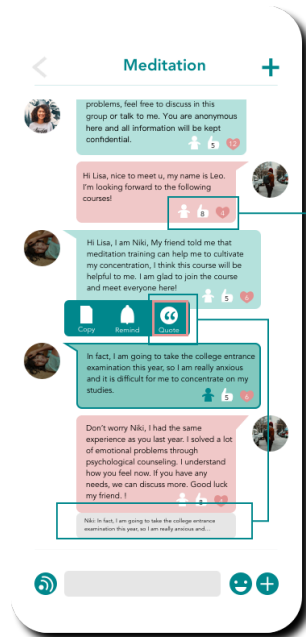 Meditation
problems, feel free to discuss in this
group or talk to me. You are anonymous
here and all information will be kept
confidential.
5 12
Hi Lisa, nice to meet u, my name is Leo.
I'm looking forward to the following
courses!
8 4
Hi Lisa, I am Niki, My friend told me that
meditation training can help me to cultivate
my concentration, I think this course will be
helpful to me. I am glad to join the course
and meet everyone here!
5 6
Copy Remind Quote
In fact, I am going to take the college entrance
examination this year, so I am really anxious
and it is difficult for me to concentrate on my
studies.
5 6
Don't worry Niki, I had the same
experience as you last year. I solved a lot
of emotional problems through
psychological counseling. I understand
how you feel now. If you have any
needs, we can discuss more. Good luck
my friend. !
Niki: In fact, I am going to take the college entrance
examination this year, so I am really anxious and...